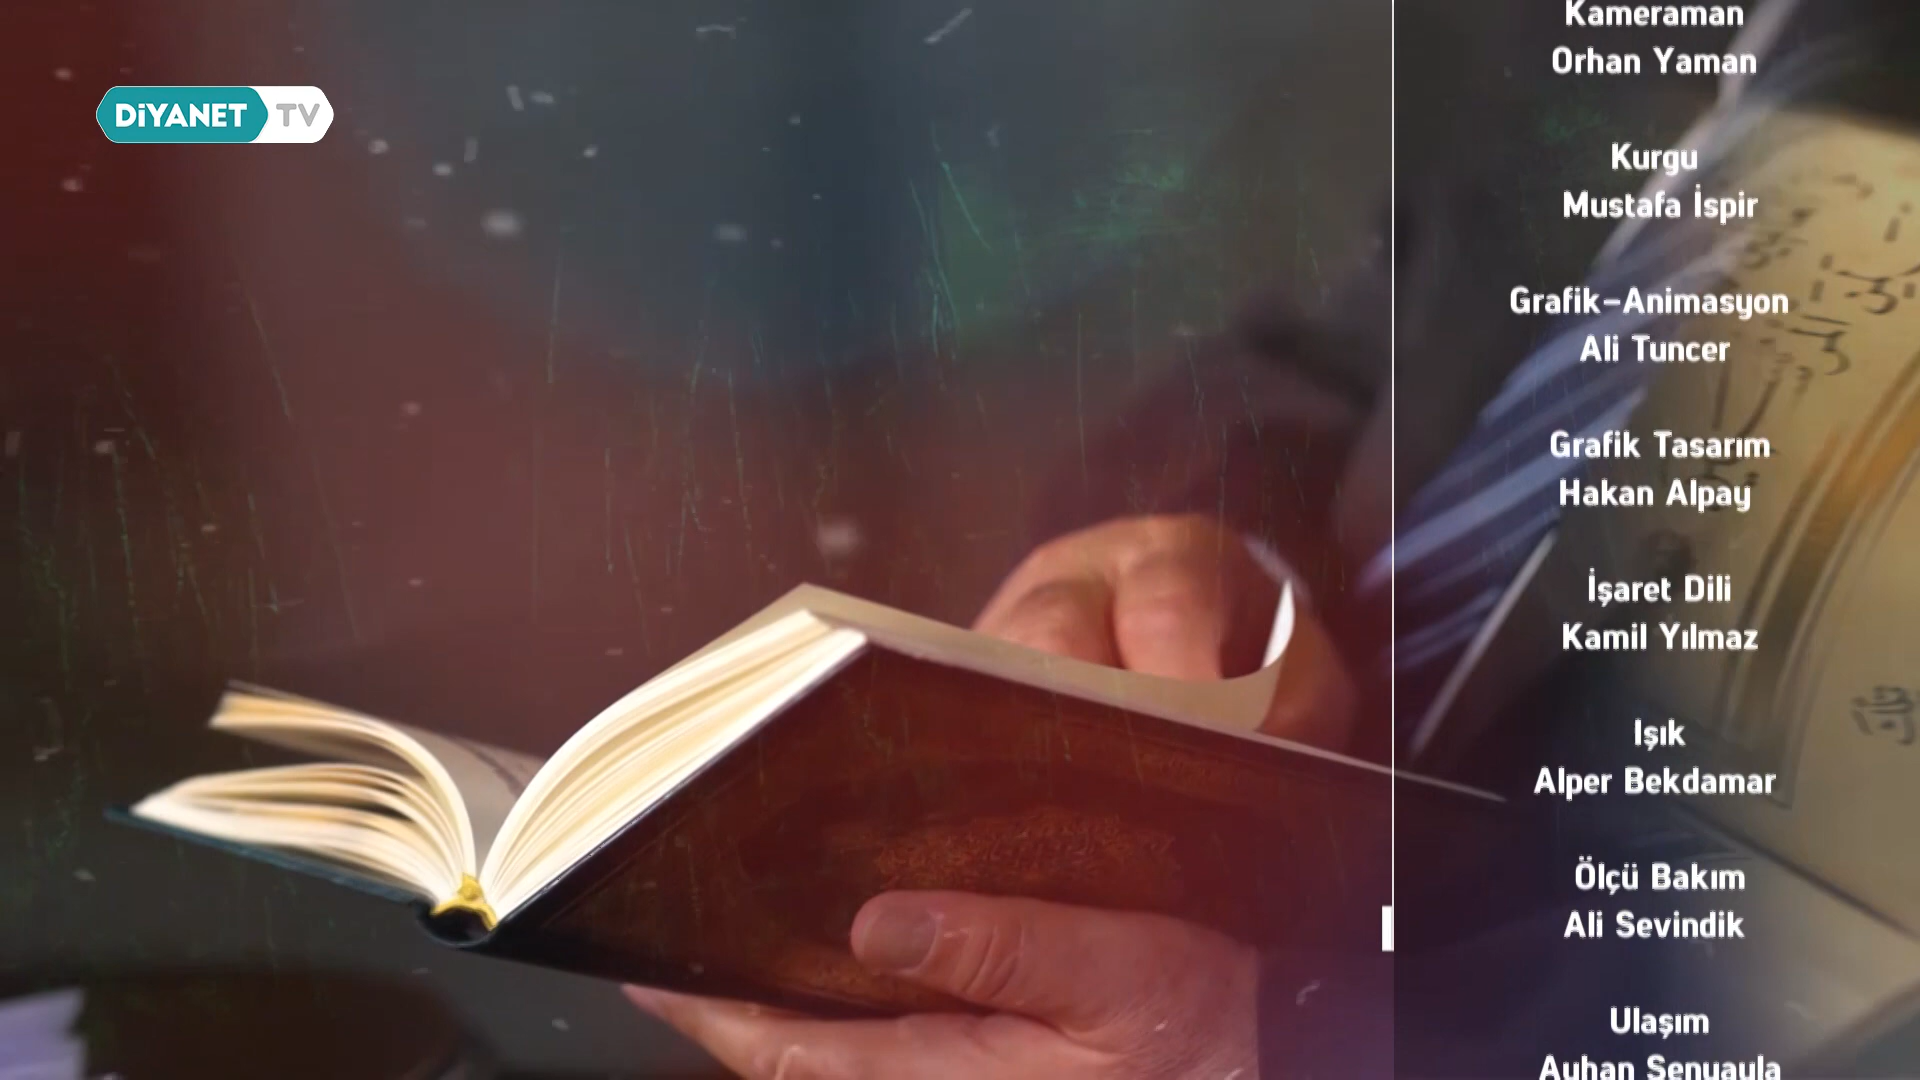 DİYANET TV
Kameraman
Orhan Yaman
Kurgu
Mustafa İspir
Grafik-Animasyon
Ali Tuncer
Grafik Tasarım
Hakan Alpay
İşaret Dili
Kamil Yılmaz
Işık
Alper Bekdamar
Ölçü Bakım
Ali Sevindik
Ulaşım
Ayhan